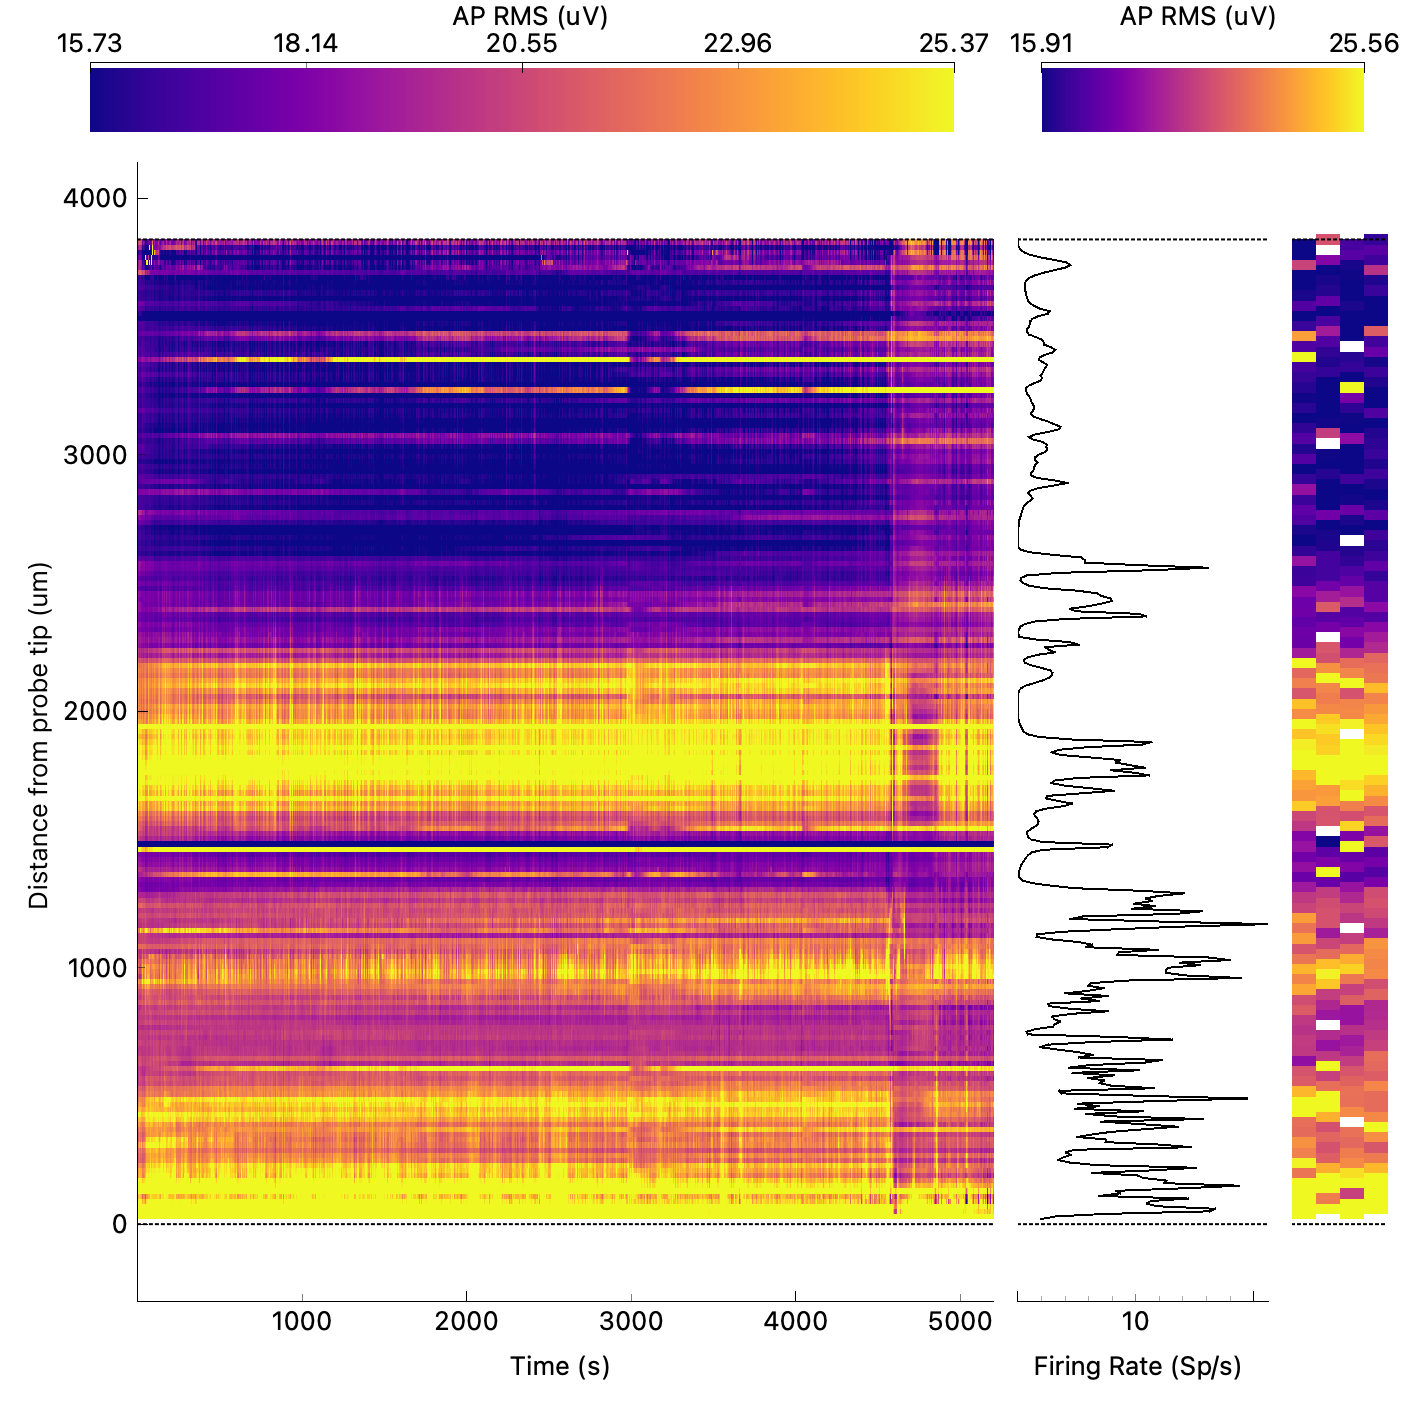 AP RMS (uV)
15.73 18.14 20.55 22.96 25.37
AP RMS (uV)
15.91 25.56
4000
3000
2000
1000
0
Distance from probe tip (um)
1000 2000 3000 4000 5000
Time (s)
10
Firing Rate (Sp/s)